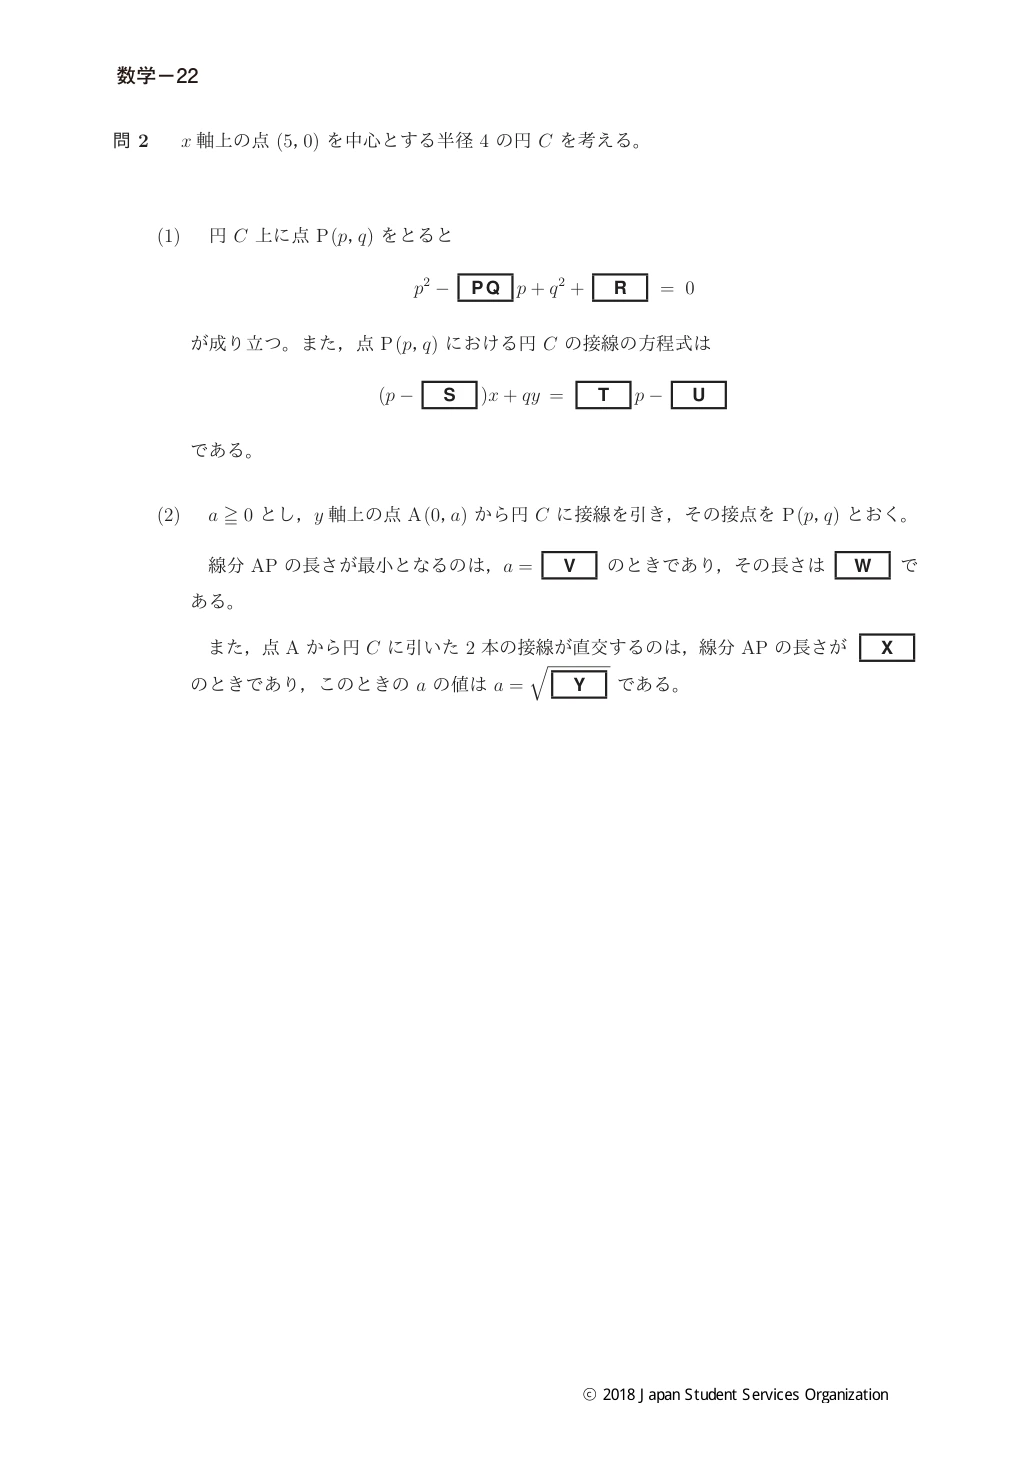 数学－22
問 2 x 軸上の点 (5, 0) を中心とする半径 4 の円 C を考える。
(1) 円 C 上に点 P(p, q) をとると
p² − PQ p + q² + R = 0
が成り立つ。また，点 P(p, q) における円 C の接線の方程式は
(p − S )x + qy = T p − U
である。
(2) a ≧ 0 とし，y 軸上の点 A(0, a) から円 C に接線を引き，その接点を P(p, q) とおく。
線分 AP の長さが最小となるのは，a = V のときであり，その長さは W で
ある。
また，点 A から円 C に引いた 2 本の接線が直交するのは，線分 AP の長さが X
のときであり，このときの a の値は a = √Y である。
© 2018 Japan Student Services Organization